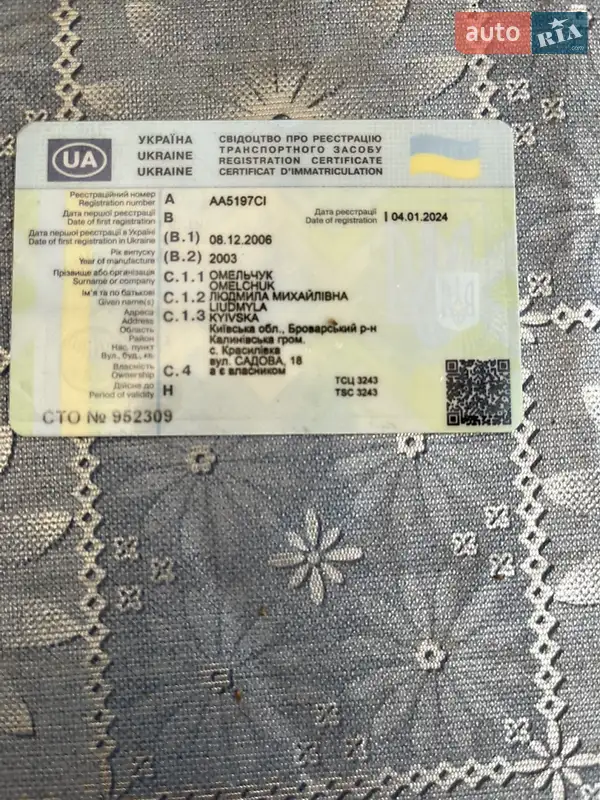 auto RIA.com
УКРАЇНА СВІДОЦТВО ПРО РЕЄСТРАЦІЮ
UA UKRAINE ТРАНСПОРТНОГО ЗАСОБУ
UKRAINE REGISTRATION CERTIFICATE
CERTIFICAT D'IMMATRICULATION
Реєстраційний номер
Registration number A AA5197CI
Дата першої реєстрації
Date of first registration B Дата реєстрації
Date of registration I 04.01.2024
Дата першої реєстрації в Україні
Date of first registration in Ukraine (B.1) 08.12.2006
Рік випуску
Year of manufacture (B.2) 2003
Прізвище або організація
Surname or company C.1.1 ОМЕЛЬЧУК
OMELCHUK
Ім'я та по батькові
Given name(s) C.1.2 ЛЮДМИЛА МИХАЙЛІВНА
LIUDMYLA
Адреса
Address C.1.3 KYIVSKA
Область Київська обл., Броварський р-н
Район Калинівська гром.
Нас. пункт с. Красилівка
Вул., буд., кв. вул. САДОВА, 18
Власність
Ownership C.4 а є власником
Дійсне до
Period of validity H
ТСЦ 3243
TSC 3243
СТО № 952309